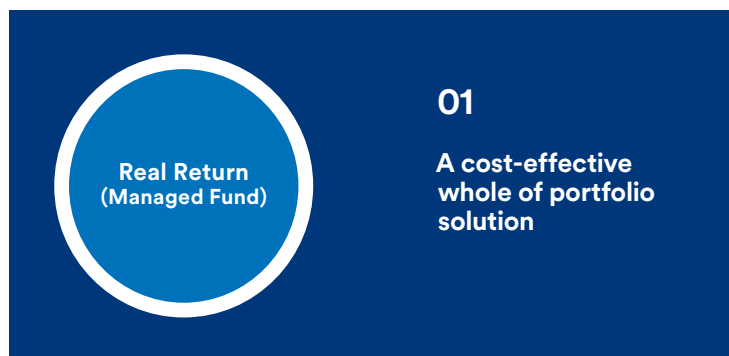 Real Return
(Managed Fund)
01
A cost-effective
whole of portfolio
solution